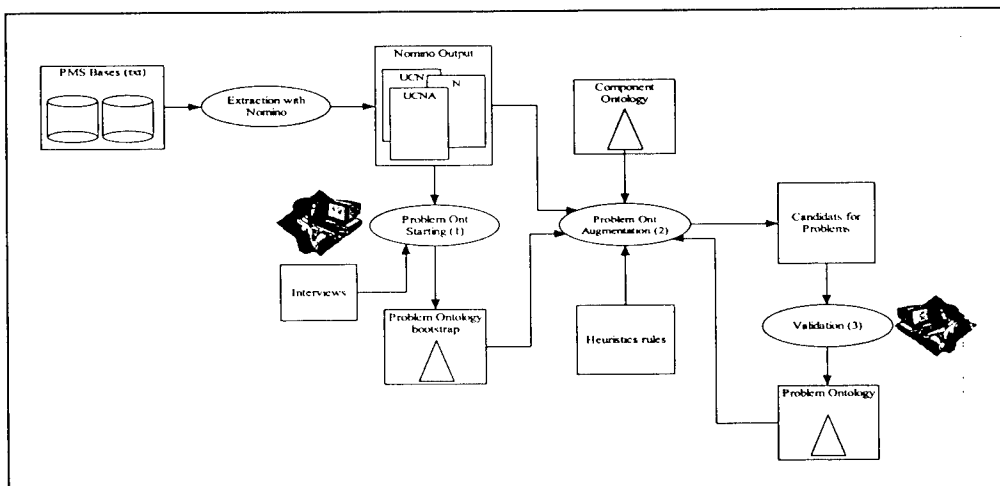 PMS Bases (txt)
Extraction with
Nomino
Nomino Output
UCN
N
UCNA
Component
Ontology
Problem Ont
Starting (1)
Problem Ont
Augmentation (2)
Candidats for
Problems
Interviews
Problem Ontology
bootstrap
Heuristics rules
Validation (3)
Problem Ontology